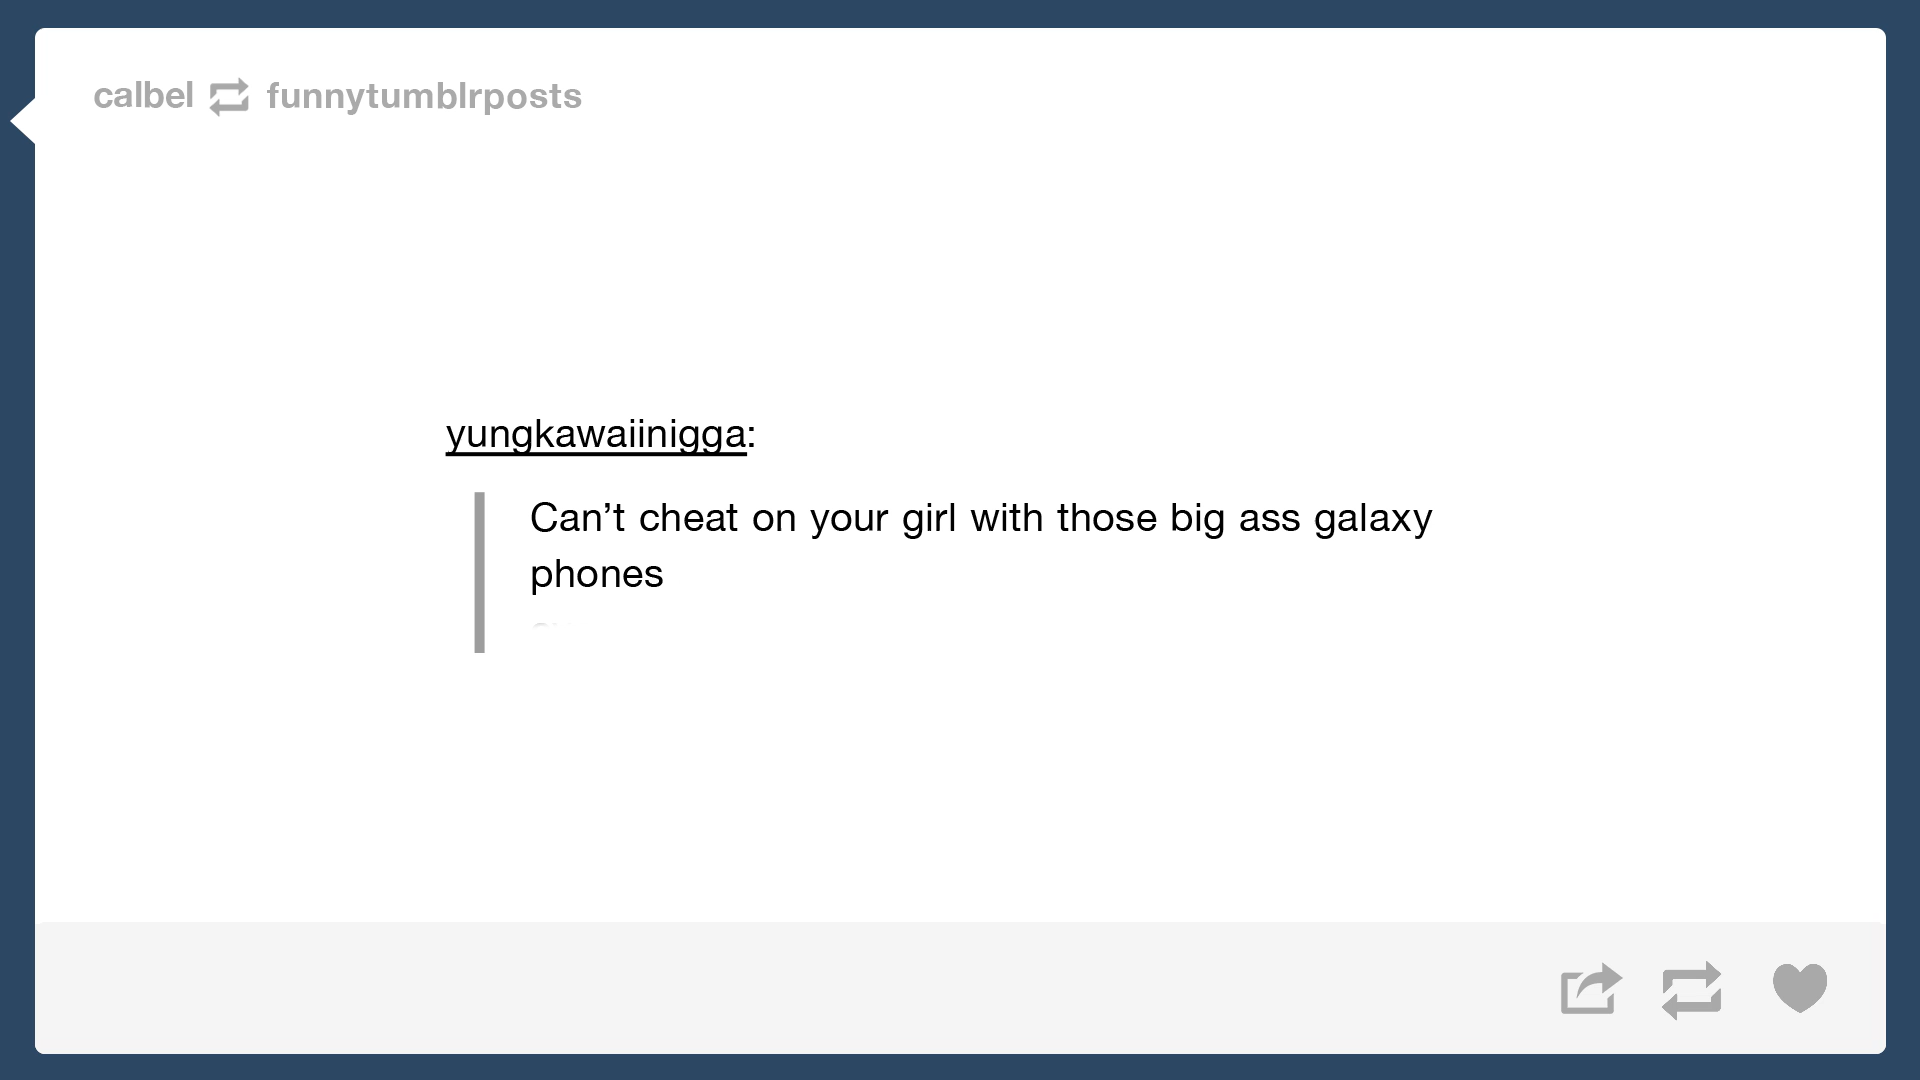 calbel funnytumblrposts
yungkawaiinigga:
Can’t cheat on your girl with those big ass galaxy
phones